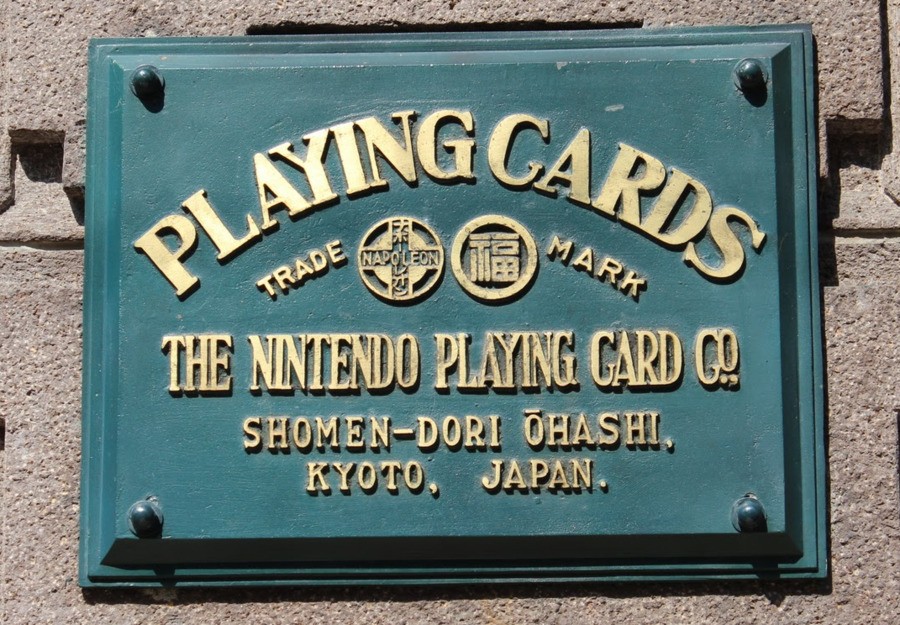 PLAYING CARDS
TRADE NAPOLEON 福 MARK
THE NINTENDO PLAYING CARD CO.,
SHOMEN-DORI ŌHASHI,
KYOTO, JAPAN.